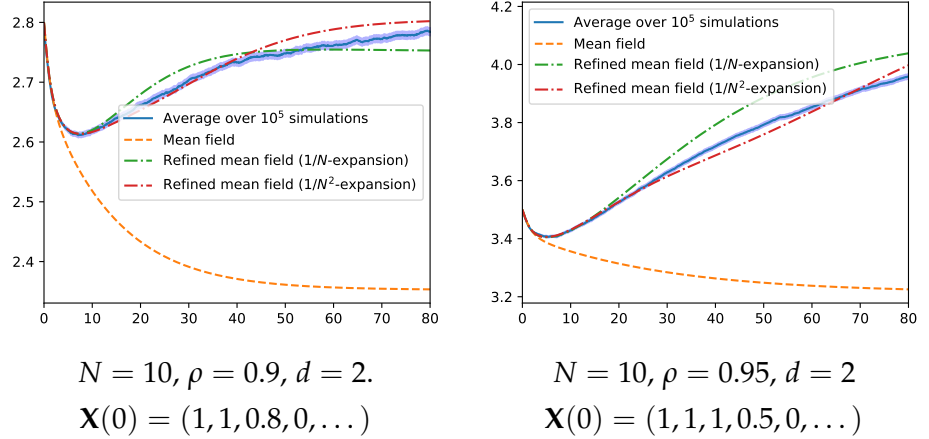 2.8
2.7
2.6
2.5
2.4
0 10 20 30 40 50 60 70 80
Average over 10⁵ simulations
Mean field
Refined mean field (1/N-expansion)
Refined mean field (1/N²-expansion)
N = 10, ρ = 0.9, d = 2.
X(0) = (1, 1, 0.8, 0, . . . )
4.2
4.0
3.8
3.6
3.4
3.2
0 10 20 30 40 50 60 70 80
Average over 10⁵ simulations
Mean field
Refined mean field (1/N-expansion)
Refined mean field (1/N²-expansion)
N = 10, ρ = 0.95, d = 2
X(0) = (1, 1, 1, 0.5, 0, . . . )